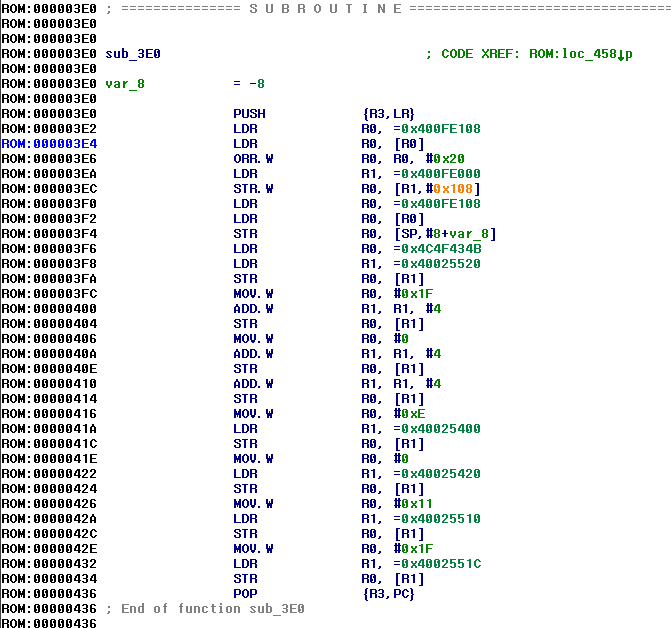 ROM:000003E0 ; =============== S U B R O U T I N E =======================================
ROM:000003E0
ROM:000003E0
ROM:000003E0 sub_3E0 ; CODE XREF: ROM:loc_458↓p
ROM:000003E0
ROM:000003E0 var_8 = -8
ROM:000003E0
ROM:000003E0 PUSH {R3,LR}
ROM:000003E2 LDR R0, =0x400FE108
ROM:000003E4 LDR R0, [R0]
ROM:000003E6 ORR.W R0, R0, #0x20
ROM:000003EA LDR R1, =0x400FE000
ROM:000003EC STR.W R0, [R1,#0x108]
ROM:000003F0 LDR R0, =0x400FE108
ROM:000003F2 LDR R0, [R0]
ROM:000003F4 STR R0, [SP,#8+var_8]
ROM:000003F6 LDR R0, =0x4C4F434B
ROM:000003F8 LDR R1, =0x40025520
ROM:000003FA STR R0, [R1]
ROM:000003FC MOV.W R0, #0x1F
ROM:00000400 ADD.W R1, R1, #4
ROM:00000404 STR R0, [R1]
ROM:00000406 MOV.W R0, #0
ROM:0000040A ADD.W R1, R1, #4
ROM:0000040E STR R0, [R1]
ROM:00000410 ADD.W R1, R1, #4
ROM:00000414 STR R0, [R1]
ROM:00000416 MOV.W R0, #0xE
ROM:0000041A LDR R1, =0x40025400
ROM:0000041C STR R0, [R1]
ROM:0000041E MOV.W R0, #0
ROM:00000422 LDR R1, =0x40025420
ROM:00000424 STR R0, [R1]
ROM:00000426 MOV.W R0, #0x11
ROM:0000042A LDR R1, =0x40025510
ROM:0000042C STR R0, [R1]
ROM:0000042E MOV.W R0, #0x1F
ROM:00000432 LDR R1, =0x4002551C
ROM:00000434 STR R0, [R1]
ROM:00000436 POP {R3,PC}
ROM:00000436 ; End of function sub_3E0
ROM:00000436